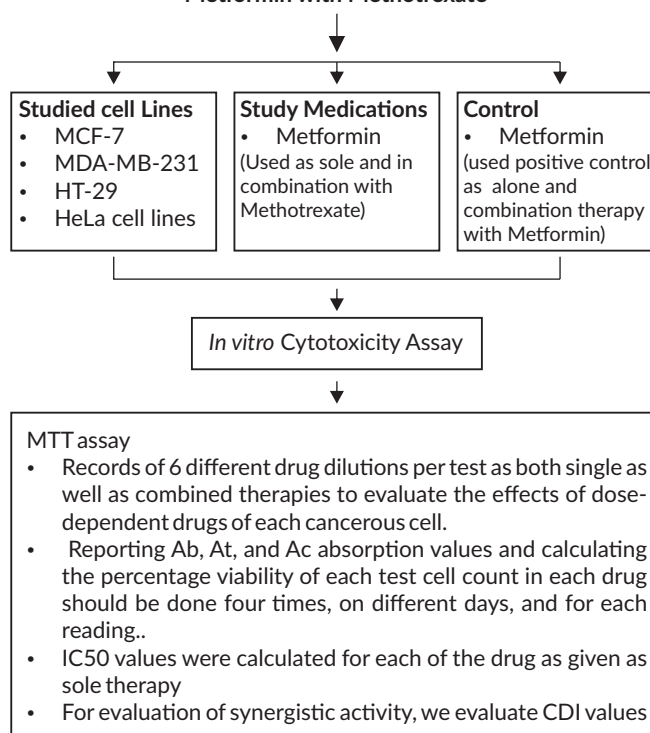 Metformin with Methotrexate
Studied cell Lines
• MCF-7
• MDA-MB-231
• HT-29
• HeLa cell lines
Study Medications
• Metformin
(Used as sole and in
combination with
Methotrexate)
Control
• Metformin
(used positive control
as alone and
combination therapy
with Metformin)
In vitro Cytotoxicity Assay
MTT assay
• Records of 6 different drug dilutions per test as both single as
well as combined therapies to evaluate the effects of dose-
dependent drugs of each cancerous cell.
• Reporting Ab, At, and Ac absorption values and calculating
the percentage viability of each test cell count in each drug
should be done four times, on different days, and for each
reading..
• IC50 values were calculated for each of the drug as given as
sole therapy
• For evaluation of synergistic activity, we evaluate CDI values